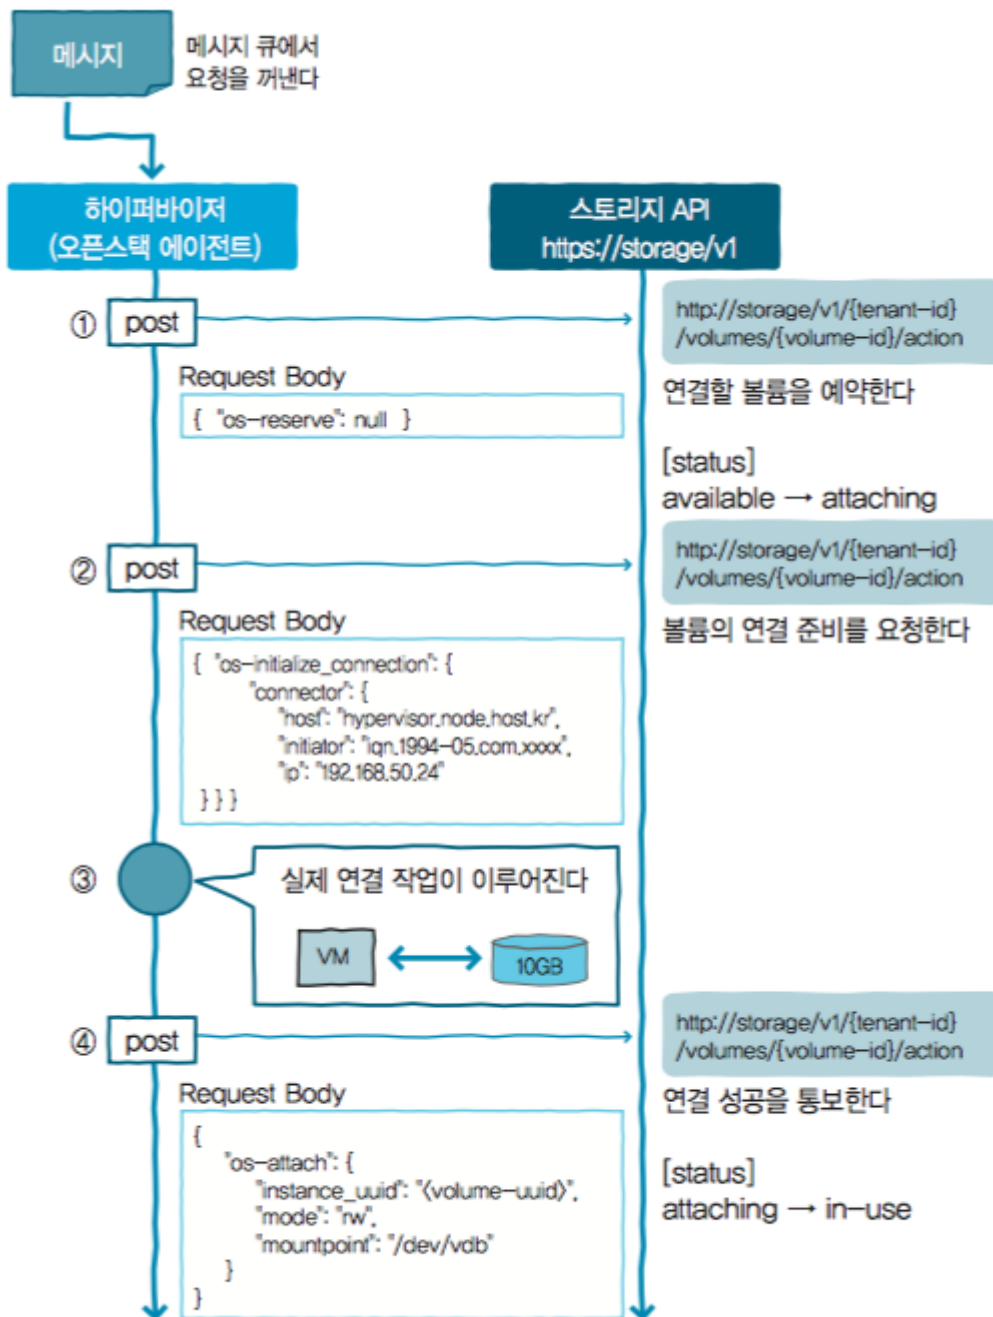 메시지
메시지 큐에서
요청을 꺼낸다
하이퍼바이저
(오픈스택 에이전트)
스토리지 API
https://storage/v1
① post
http://storage/v1/{tenant-id}
/volumes/{volume-id}/action
Request Body
{ "os-reserve": null }
연결할 볼륨을 예약한다
[status]
available → attaching
② post
http://storage/v1/{tenant-id}
/volumes/{volume-id}/action
Request Body
{ "os-initialize_connection": {
"connector": {
"host": "hypervisor.node.host.kr",
"initiator": "iqn.1994-05.com.xxxx",
"ip": "192.168.50.24"
} } }
볼륨의 연결 준비를 요청한다
③
실제 연결 작업이 이루어진다
VM
10GB
④ post
http://storage/v1/{tenant-id}
/volumes/{volume-id}/action
Request Body
{
"os-attach": {
"instance_uuid": "<volume-uuid>",
"mode": "rw",
"mountpoint": "/dev/vdb"
}
}
연결 성공을 통보한다
[status]
attaching → in-use